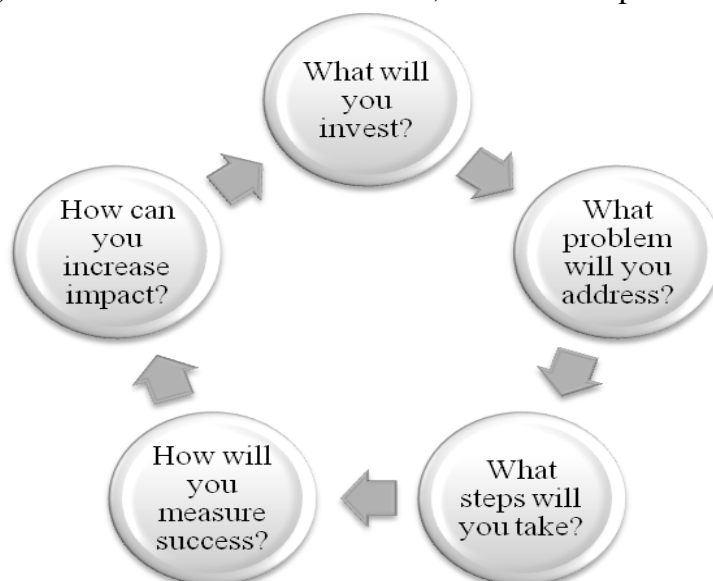 What will
you
invest?
What
problem
will you
address?
What
steps will
you take?
How will
you
measure
success?
How can
you
increase
impact?